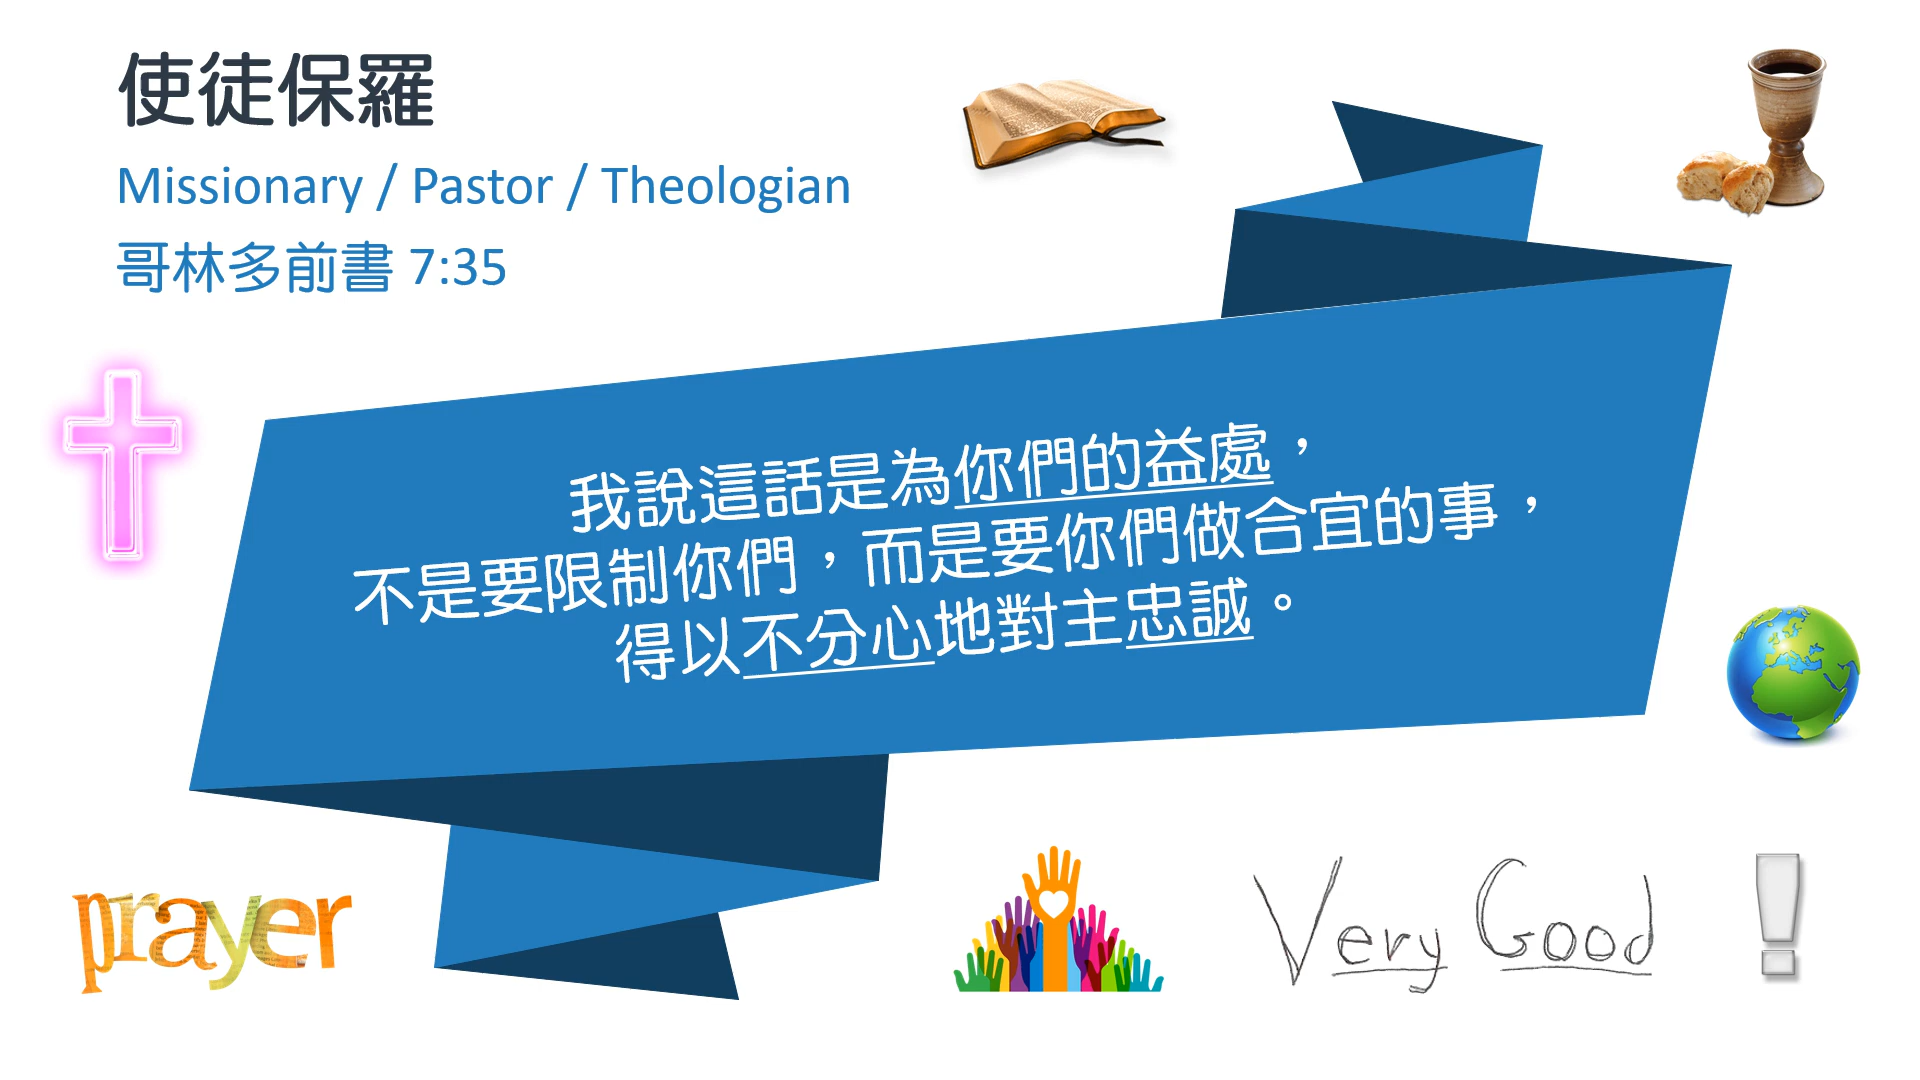 使徒保羅
Missionary / Pastor / Theologian
哥林多前書 7:35
我說這話是為你們的益處，
不是要限制你們，而是要你們做合宜的事，
得以不分心地對主忠誠。
prayer
Very Good !